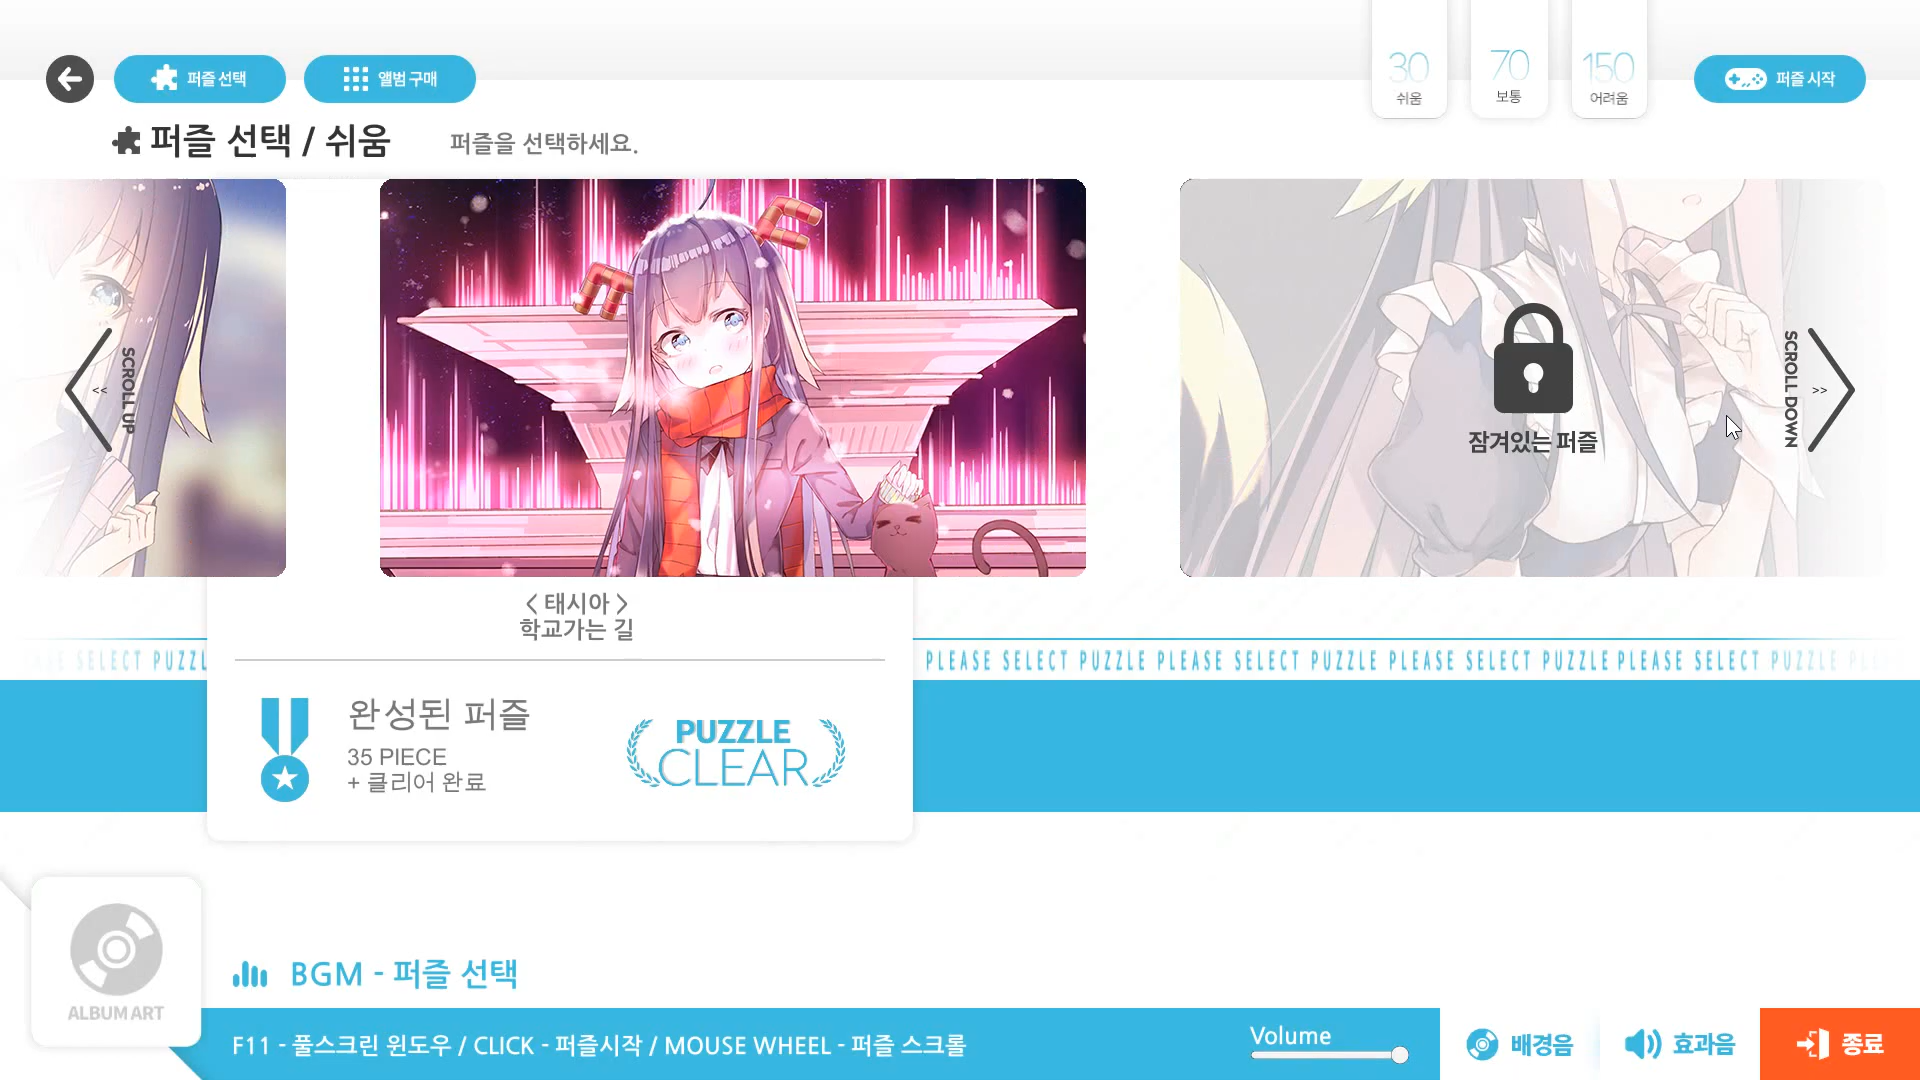 퍼즐 선택
앨범 구매
30
쉬움
70
보통
150
어려움
퍼즐 시작
퍼즐 선택 / 쉬움
퍼즐을 선택하세요.
<<
SCROLL UP
잠겨있는 퍼즐
SCROLL DOWN
>>
< 태시아 >
학교가는 길
SELECT PUZZL
PLEASE SELECT PUZZLE PLEASE SELECT PUZZLE PLEASE SELECT PUZZLE PLEASE SELECT PUZZLE
완성된 퍼즐
35 PIECE
+ 클리어 완료
PUZZLE
CLEAR
ALBUM ART
BGM - 퍼즐 선택
F11 - 풀스크린 윈도우 / CLICK - 퍼즐시작 / MOUSE WHEEL - 퍼즐 스크롤
Volume
배경음
효과음
종료